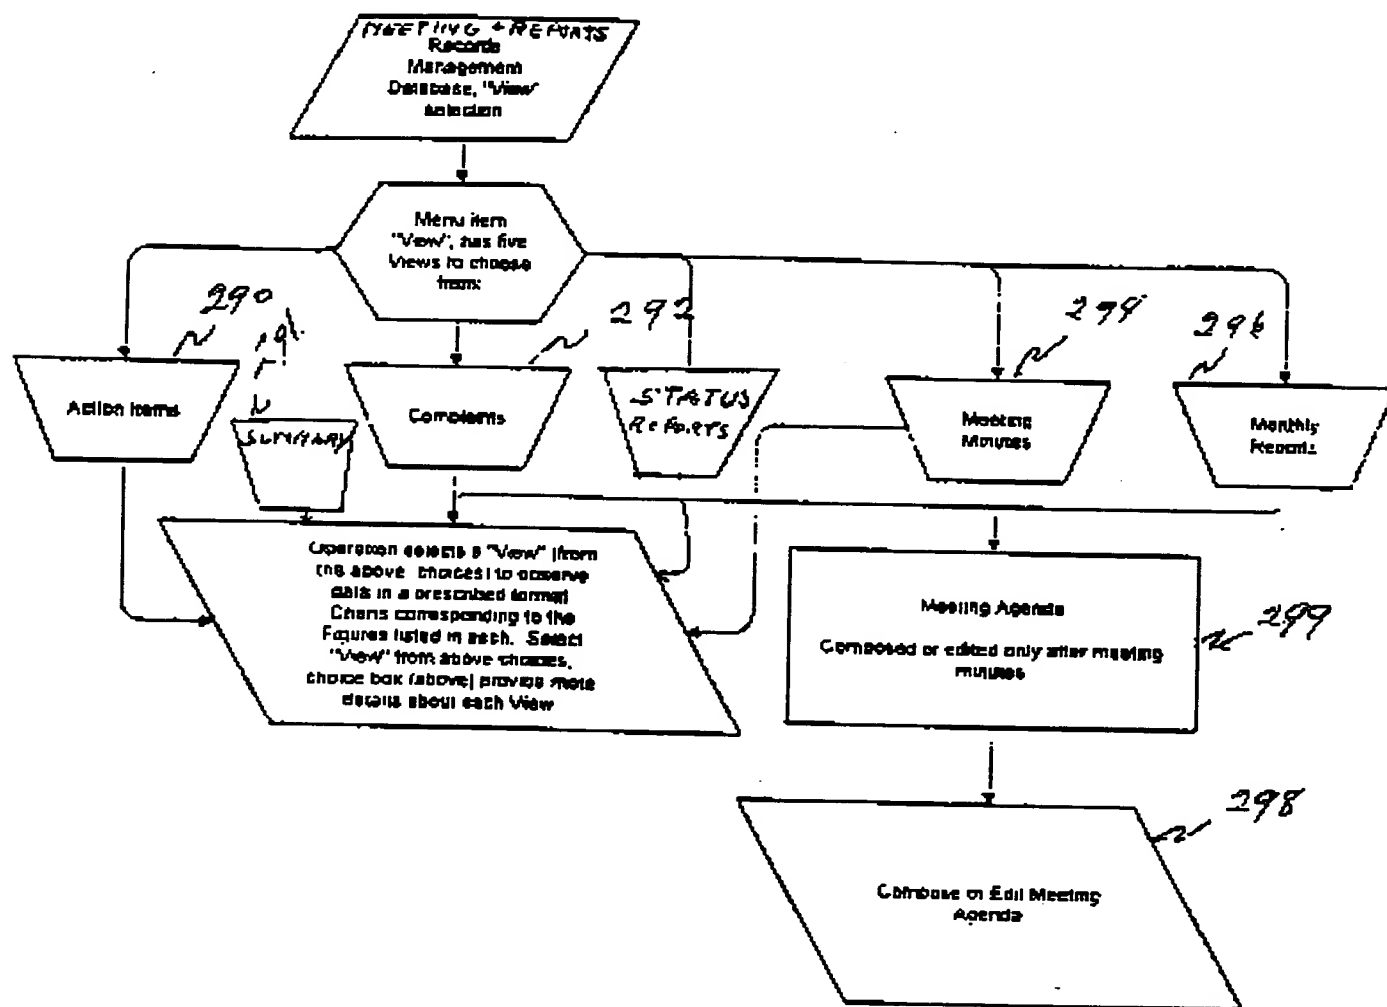 MEETING + REPORTS
Records
Management
Database, "View"
selection
Menu item
"View", has five
Views to choose
from:
290
292
294
296
Action Items
SUMMARY
Complaints
STATUS
REPORTS
Meeting
Minutes
Monthly
Reports
Operation selects a "View" (from
the above choices) to observe
data in a prescribed format
Charts corresponding to the
Figures listed in each. Select
"View" from above choices,
choice box (above) provide more
details about each View
Meeting Agenda
Composed or edited only after meeting
minutes
299
298
Compose or Edit Meeting
Agenda